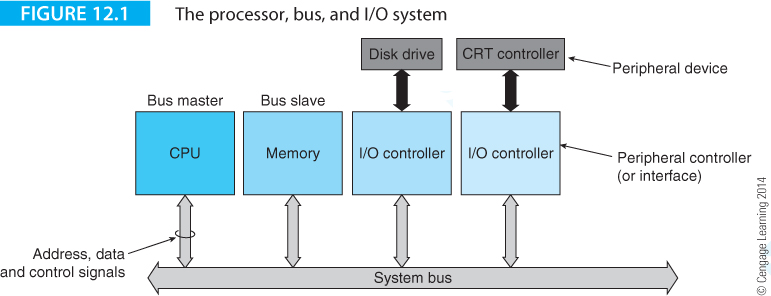 FIGURE 12.1 The processor, bus, and I/O system
Disk drive
CRT controller
Peripheral device
Bus master
Bus slave
CPU
Memory
I/O controller
I/O controller
Peripheral controller
(or interface)
Address, data
and control signals
System bus
© Cengage Learning 2014